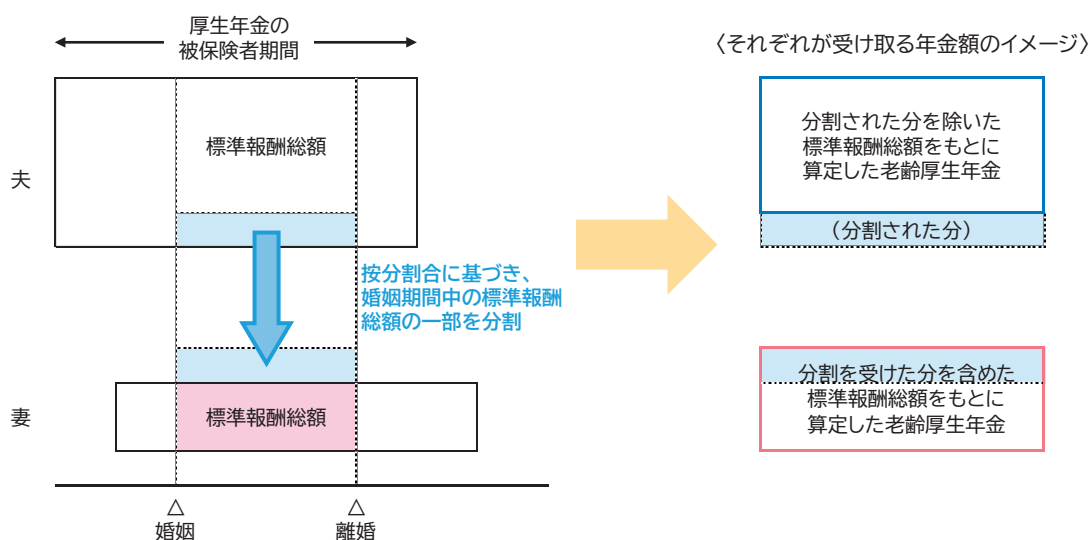 厚生年金の
被保険者期間
〈それぞれが受け取る年金額のイメージ〉
夫
標準報酬総額
按分割合に基づき、
婚姻期間中の標準報酬
総額の一部を分割
分割された分を除いた
標準報酬総額をもとに
算定した老齢厚生年金
（分割された分）
妻
標準報酬総額
分割を受けた分を含めた
標準報酬総額をもとに
算定した老齢厚生年金
△
婚姻
△
離婚